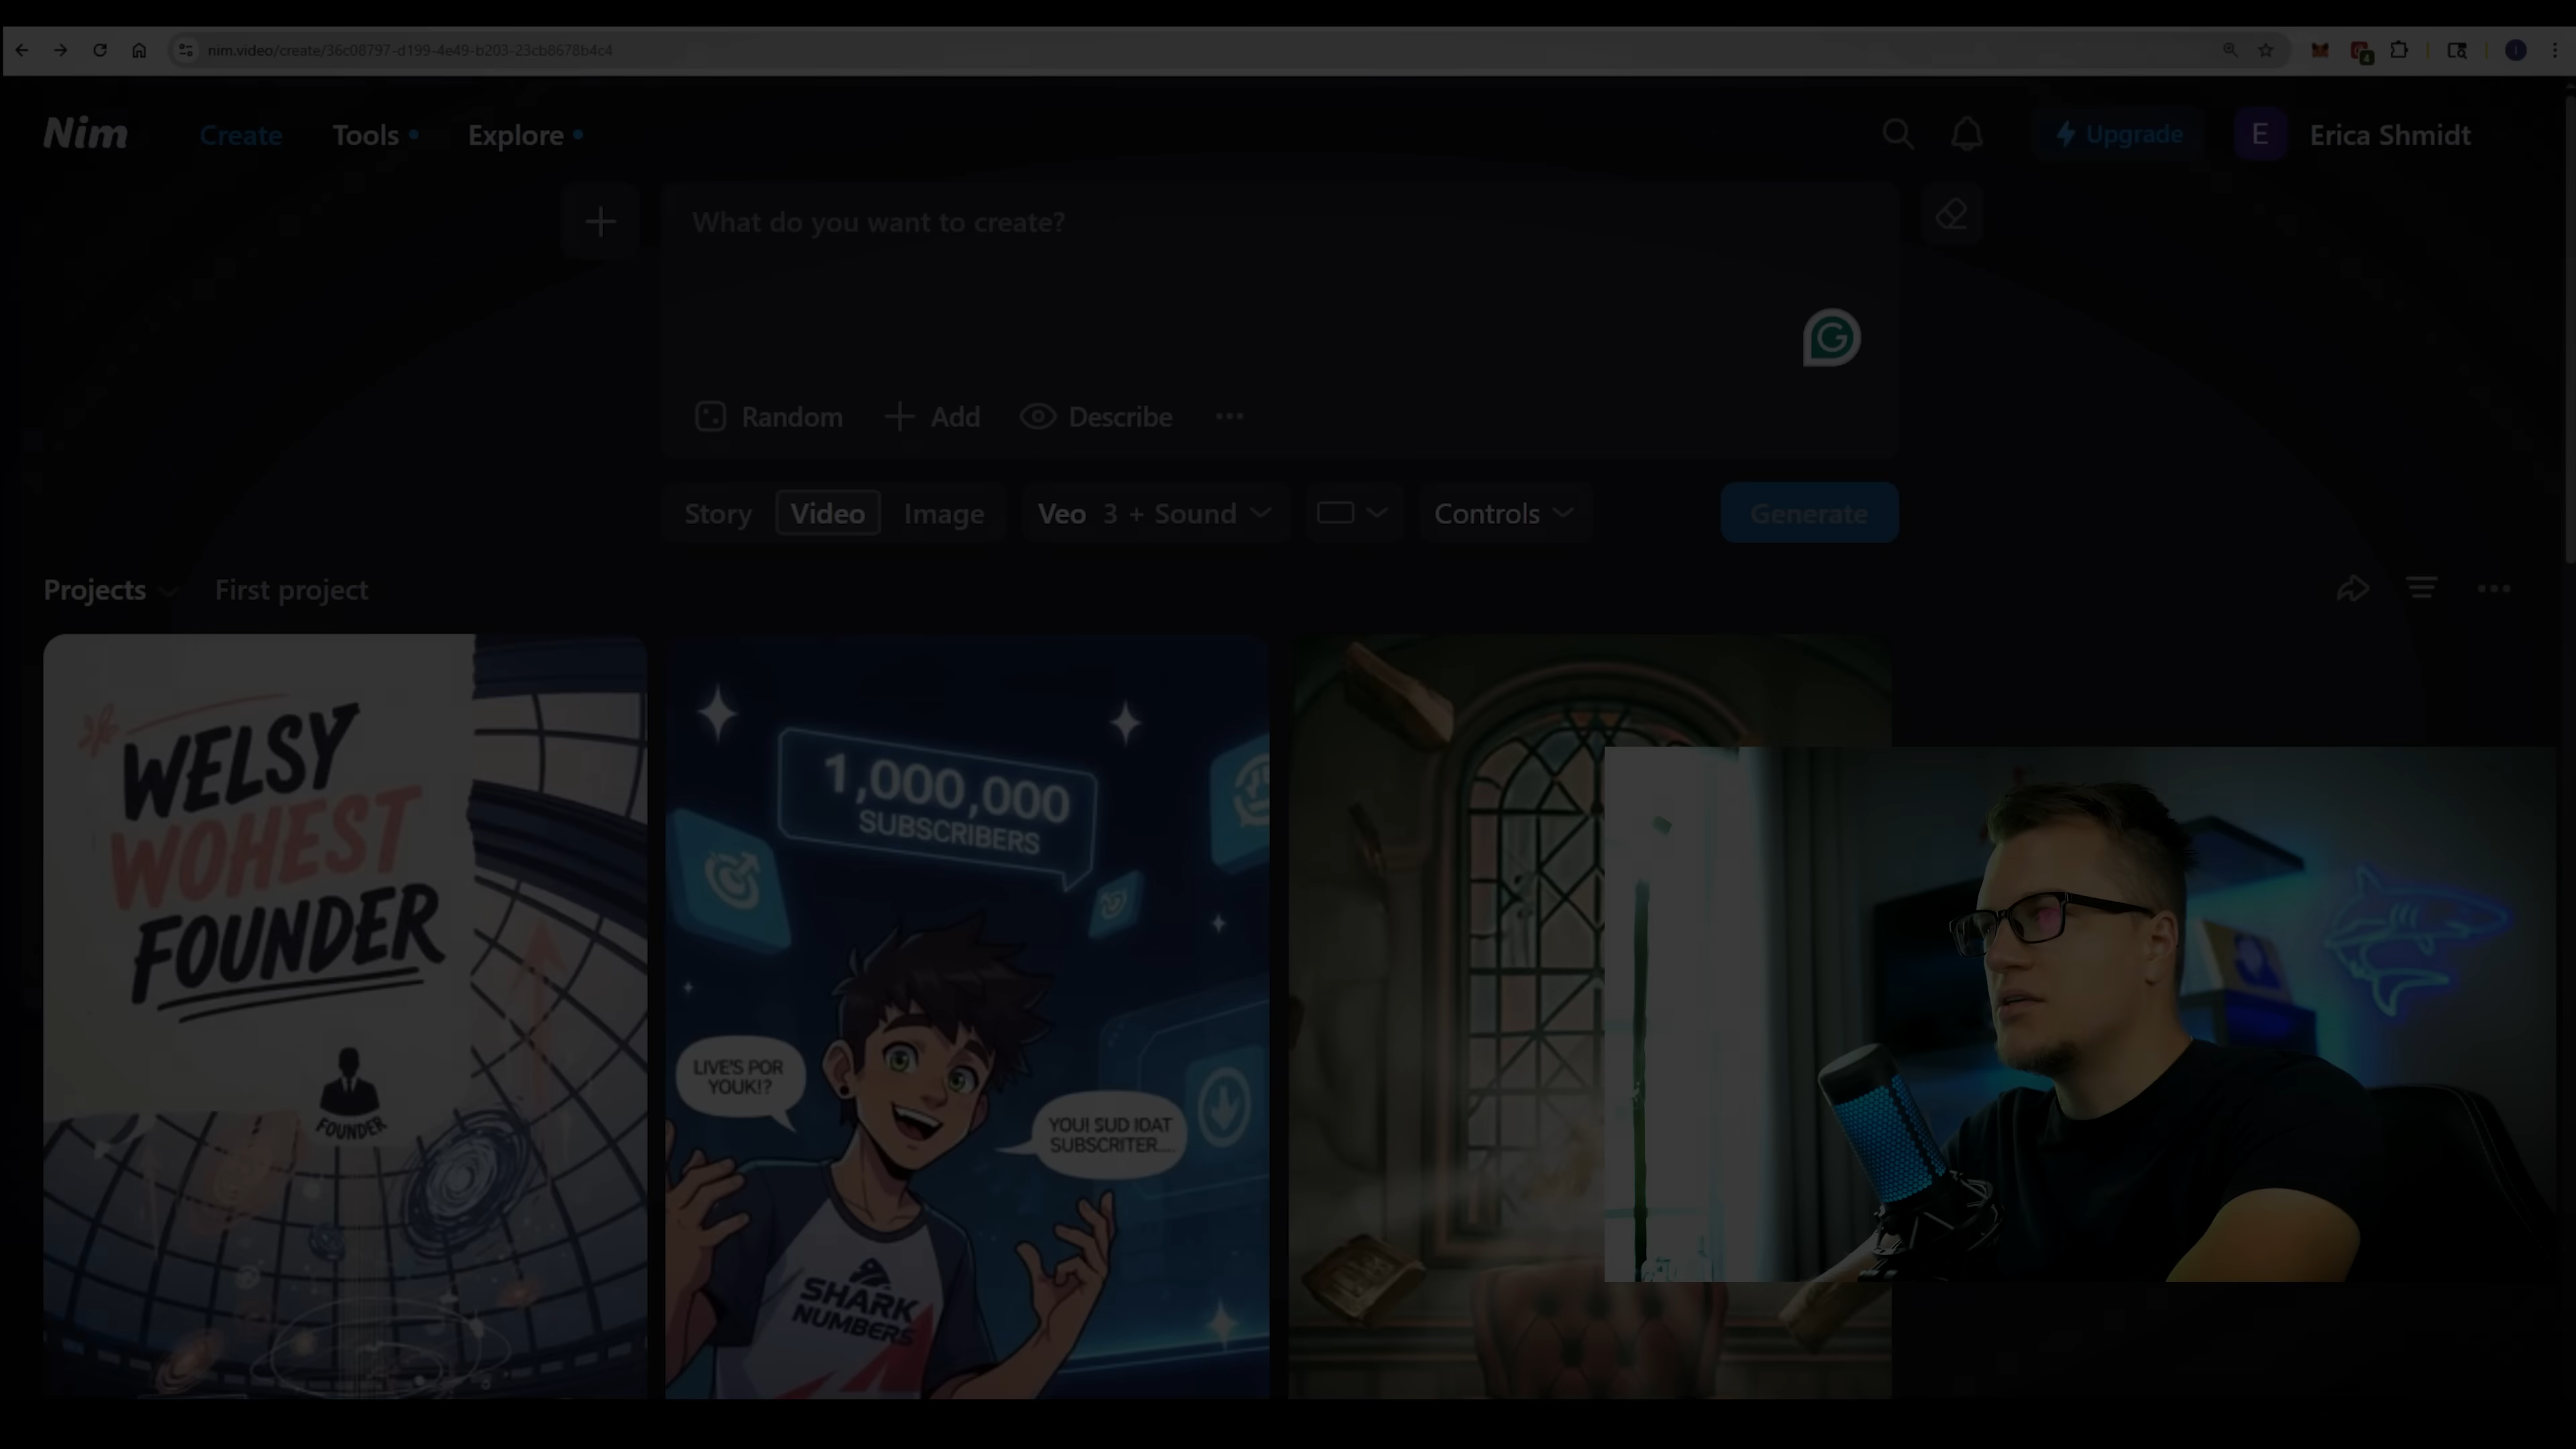 nim.video/create/36c08797-d199-4e49-b203-23cb8678b4c4
Nim Create Tools Explore Upgrade E Erica Shmidt
What do you want to create?
Random Add Describe
Story Video Image Veo 3 + Sound Controls Generate
Projects First project
WELSY
WOHEST
FOUNDER
FOUNDER
1,000,000
SUBSCRIBERS
LIVE'S POR
YOUK!?
YOU! SUD IDAT
SUBSCRITER....
SHARK
NUMBERS